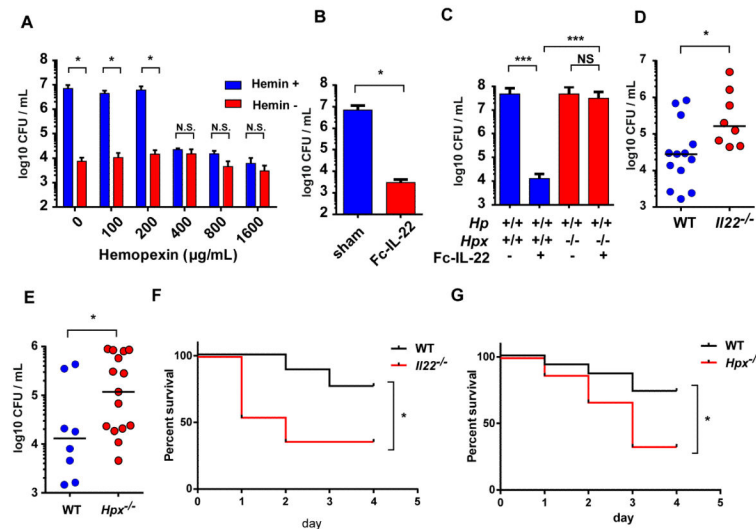 A
log10 CFU / mL
7
6
5
4
3
2
* * * N.S. N.S. N.S.
Hemin +
Hemin -
0 100 200 400 800 1600
Hemopexin (µg/mL)
B
log10 CFU / mL
8
7
6
5
4
3
2
*
sham Fc-IL-22
C
log10 CFU / mL
9
8
7
6
5
4
3
2
***
*** NS
Hp +/+ +/+ +/+ +/+
Hpx +/+ +/+ -/- -/-
Fc-IL-22 - + - +
D
log10 CFU / mL
7
6
5
4
3
*
WT Il22-/-
E
log10 CFU / mL
6
5
4
3
*
WT Hpx-/-
F
WT
Il22-/-
Percent survival
100
50
0
0 1 2 3 4 5
*
day
G
WT
Hpx-/-
Percent survival
100
50
0
0 1 2 3 4 5
*
day